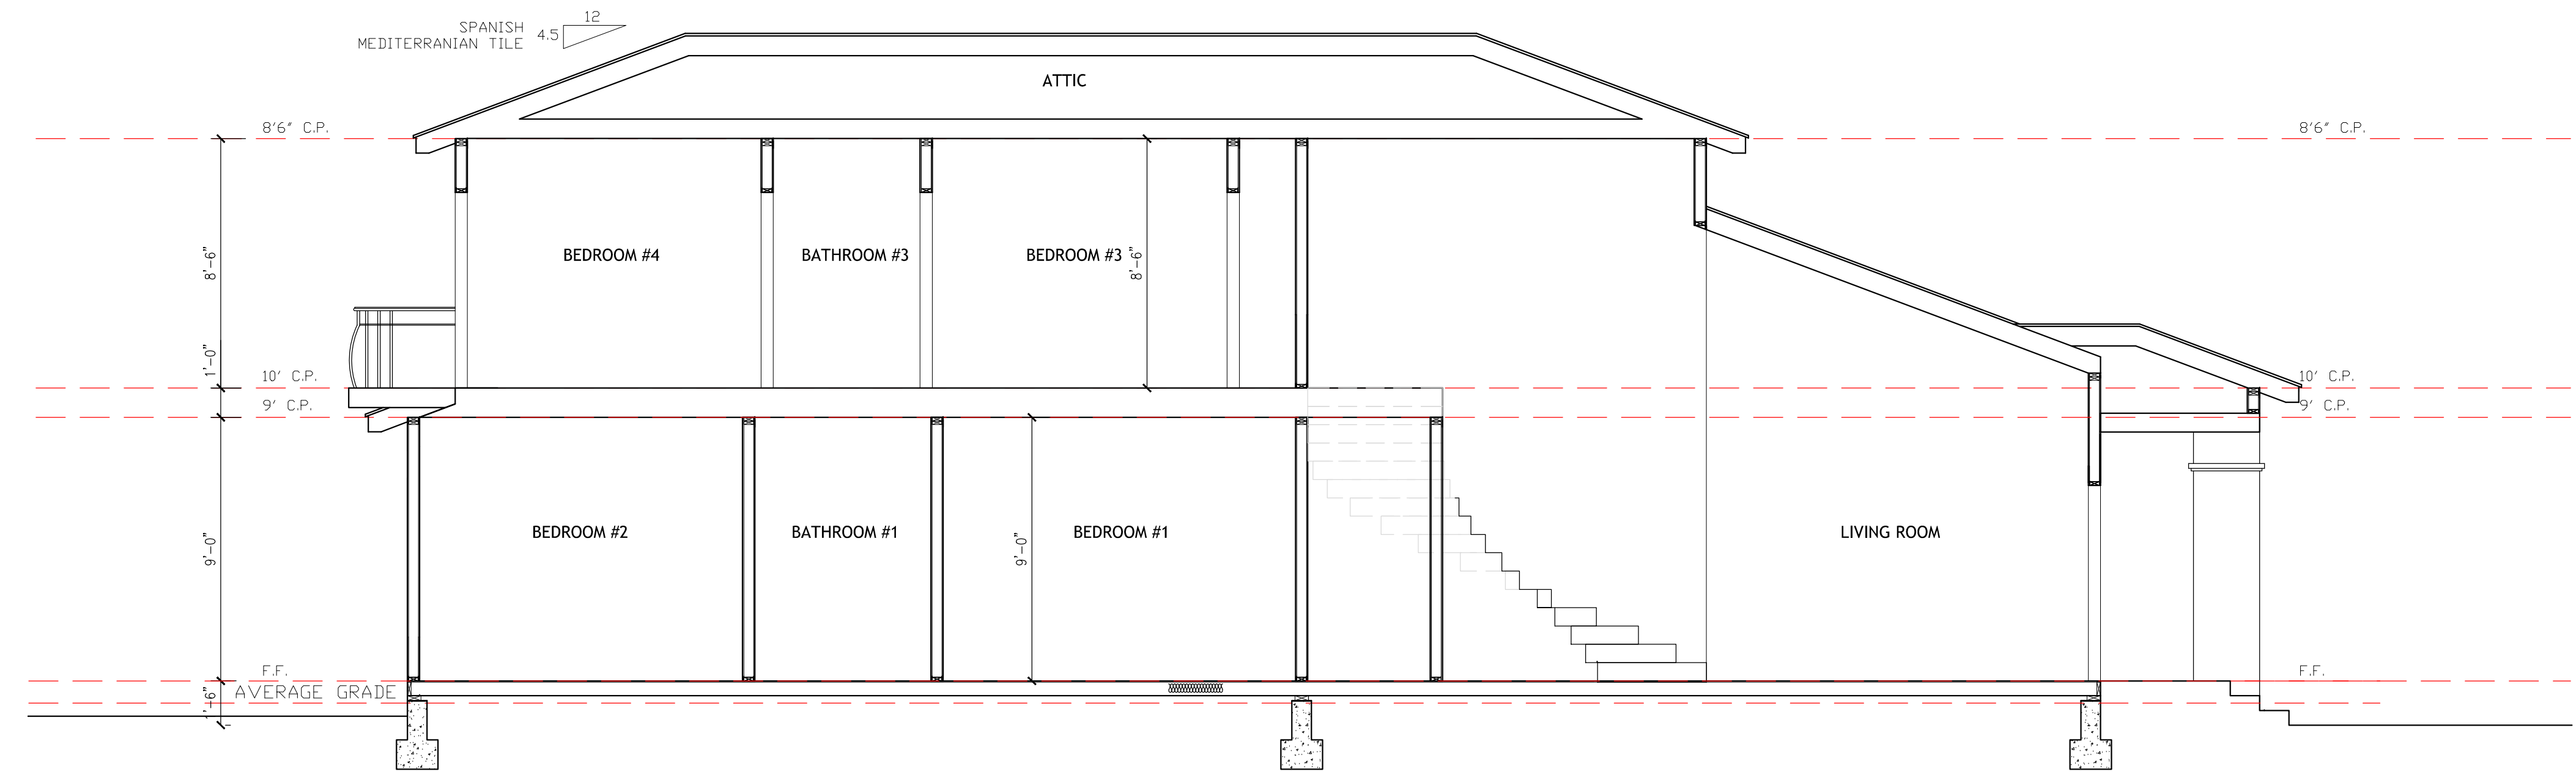 12
SPANISH
4.5
MEDITERRANIAN TILE
ATTIC
8'6" C.P.
8'6" C.P.
8'-6"
BEDROOM #4
BATHROOM #3
BEDROOM #3
8'-6"
1'-0"
10' C.P.
10' C.P.
9' C.P.
9' C.P.
9'-0"
BEDROOM #2
BATHROOM #1
9'-0"
BEDROOM #1
LIVING ROOM
F.F.
F.F.
1'-6"
AVERAGE GRADE